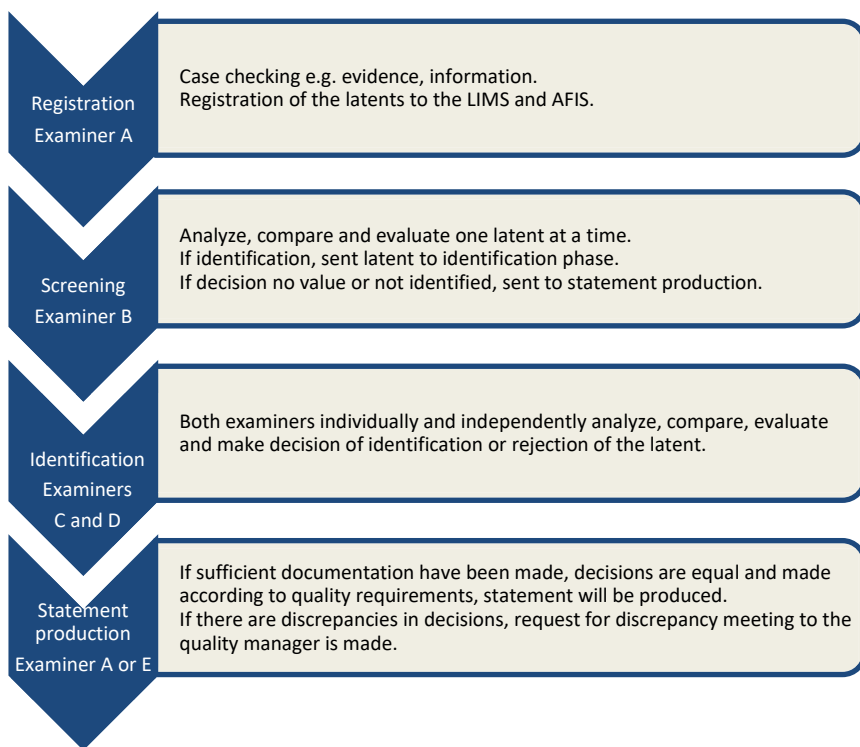 Registration
Examiner A
Case checking e.g. evidence, information.
Registration of the latents to the LIMS and AFIS.
Screening
Examiner B
Analyze, compare and evaluate one latent at a time.
If identification, sent latent to identification phase.
If decision no value or not identified, sent to statement production.
Identification
Examiners
C and D
Both examiners individually and independently analyze, compare, evaluate
and make decision of identification or rejection of the latent.
Statement
production
Examiner A or E
If sufficient documentation have been made, decisions are equal and made
according to quality requirements, statement will be produced.
If there are discrepancies in decisions, request for discrepancy meeting to the
quality manager is made.